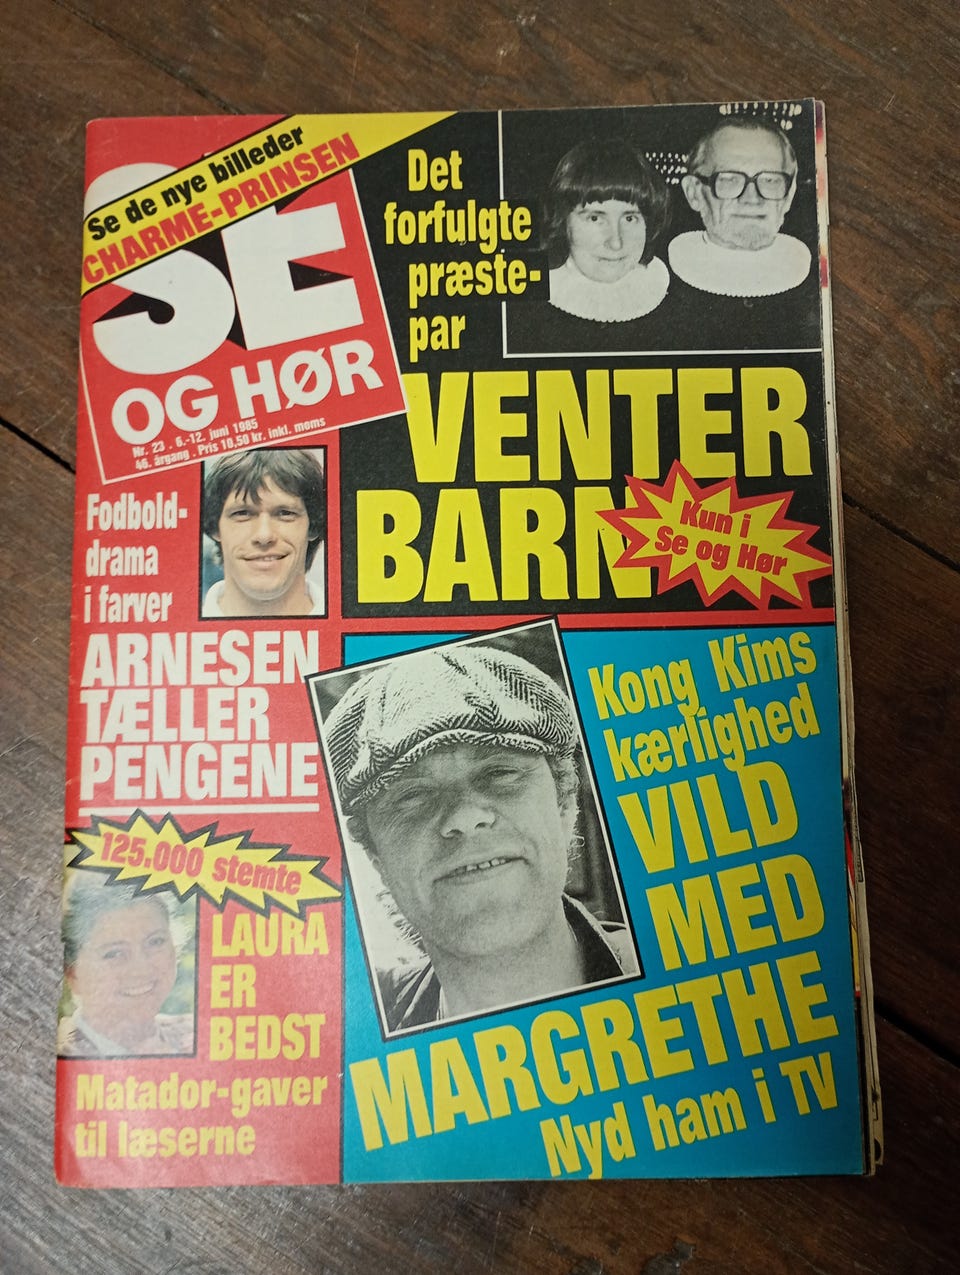 Se de nye billeder
CHARME-PRINSEN
SE
OG HØR
Nr. 23 . 6.-12. juni 1985
46. årgang . Pris 10,50 kr. inkl. moms
Det
forfulgte
præste-
par
VENTER
BARN
Kun i
Se og Hør
Fodbold-
drama
i farver
ARNESEN
TÆLLER
PENGENE
125.000 stemte
LAURA
ER
BEDST
Matador-gaver
til læserne
Kong Kims
kærlighed
VILD
MED
MARGRETHE
Nyd ham i TV